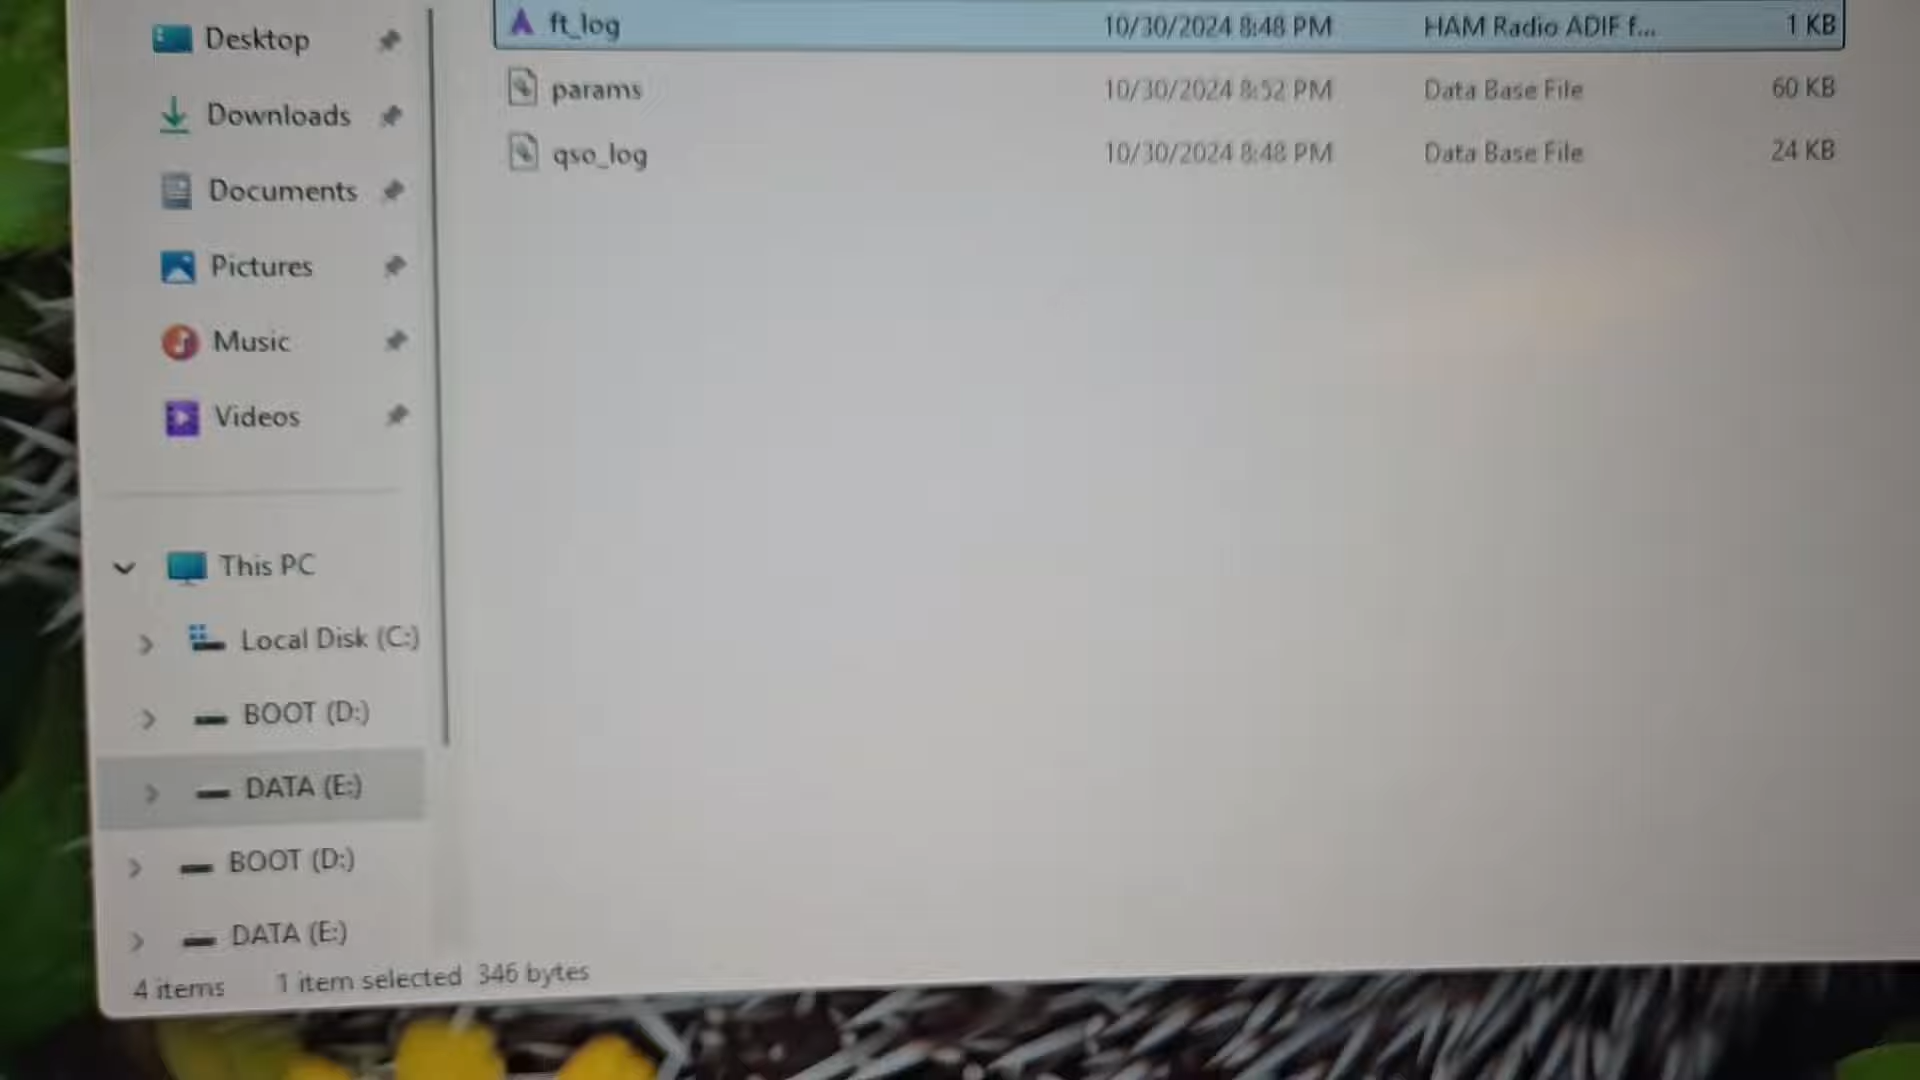 Desktop
ft_log 10/30/2024 8:48 PM HAM Radio ADIF f... 1 KB
Downloads
params 10/30/2024 8:52 PM Data Base File 60 KB
qso_log 10/30/2024 8:48 PM Data Base File 24 KB
Documents
Pictures
Music
Videos
This PC
Local Disk (C:)
BOOT (D:)
DATA (E:)
BOOT (D:)
DATA (E:)
4 items 1 item selected 346 bytes